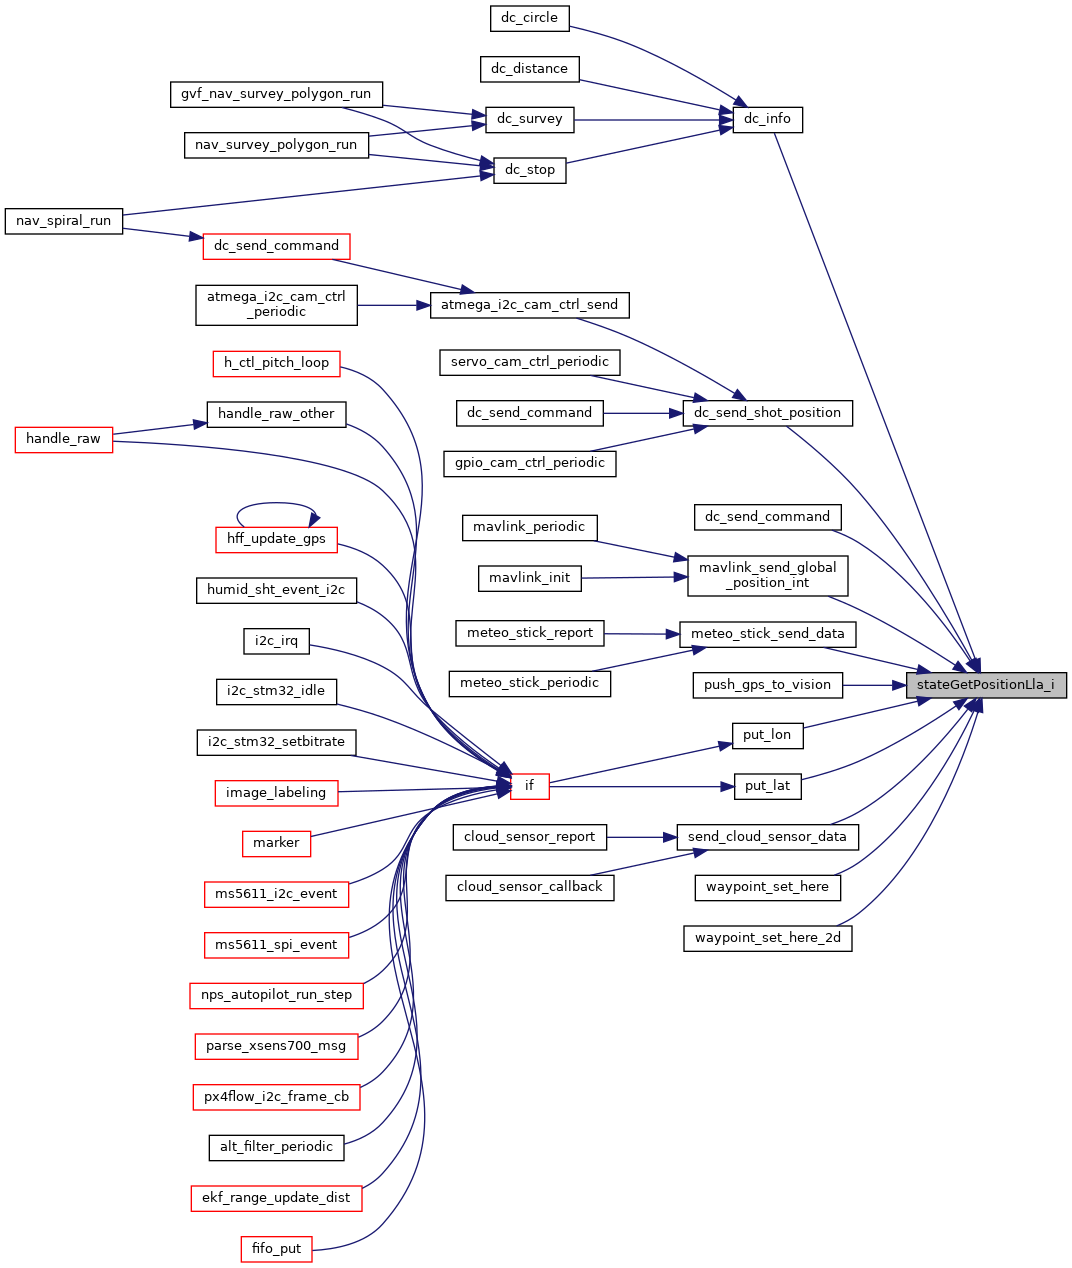 dc_circle
dc_distance
gvf_nav_survey_polygon_run
dc_survey
dc_info
nav_survey_polygon_run
dc_stop
nav_spiral_run
dc_send_command
atmega_i2c_cam_ctrl
_periodic
atmega_i2c_cam_ctrl_send
h_ctl_pitch_loop
servo_cam_ctrl_periodic
handle_raw_other
dc_send_command
dc_send_shot_position
handle_raw
gpio_cam_ctrl_periodic
dc_send_command
mavlink_periodic
hff_update_gps
mavlink_send_global
_position_int
mavlink_init
humid_sht_event_i2c
meteo_stick_report
meteo_stick_send_data
i2c_irq
meteo_stick_periodic
push_gps_to_vision
stateGetPositionLla_i
i2c_stm32_idle
put_lon
i2c_stm32_setbitrate
if
put_lat
image_labeling
cloud_sensor_report
send_cloud_sensor_data
marker
cloud_sensor_callback
waypoint_set_here
ms5611_i2c_event
waypoint_set_here_2d
ms5611_spi_event
nps_autopilot_run_step
parse_xsens700_msg
px4flow_i2c_frame_cb
alt_filter_periodic
ekf_range_update_dist
fifo_put